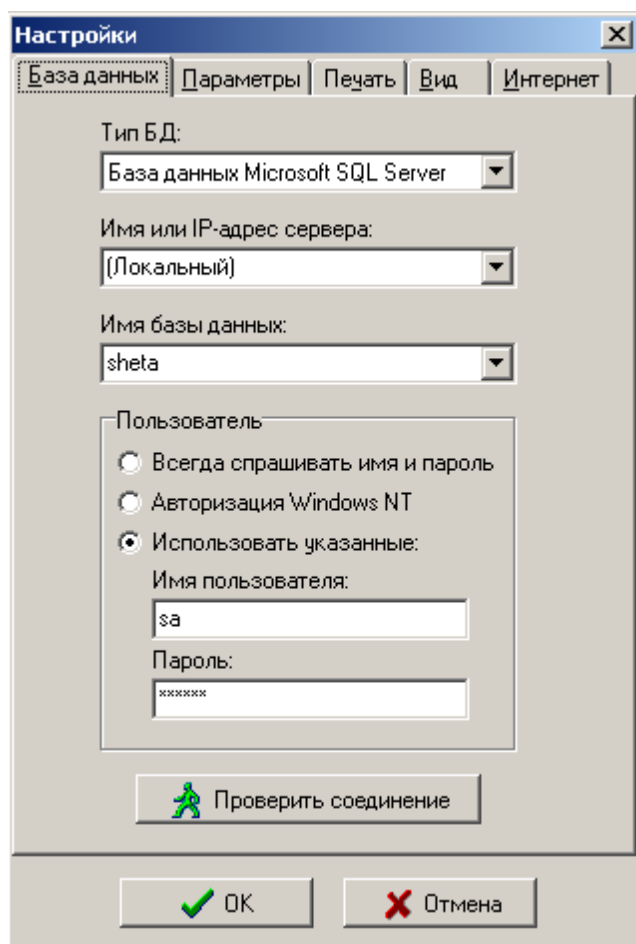 Настройки
База данных Параметры Печать Вид Интернет
Тип БД:
База данных Microsoft SQL Server
Имя или IP-адрес сервера:
(Локальный)
Имя базы данных:
sheta
Пользователь
Всегда спрашивать имя и пароль
Авторизация Windows NT
Использовать указанные:
Имя пользователя:
sa
Пароль:
******
Проверить соединение
OK Отмена